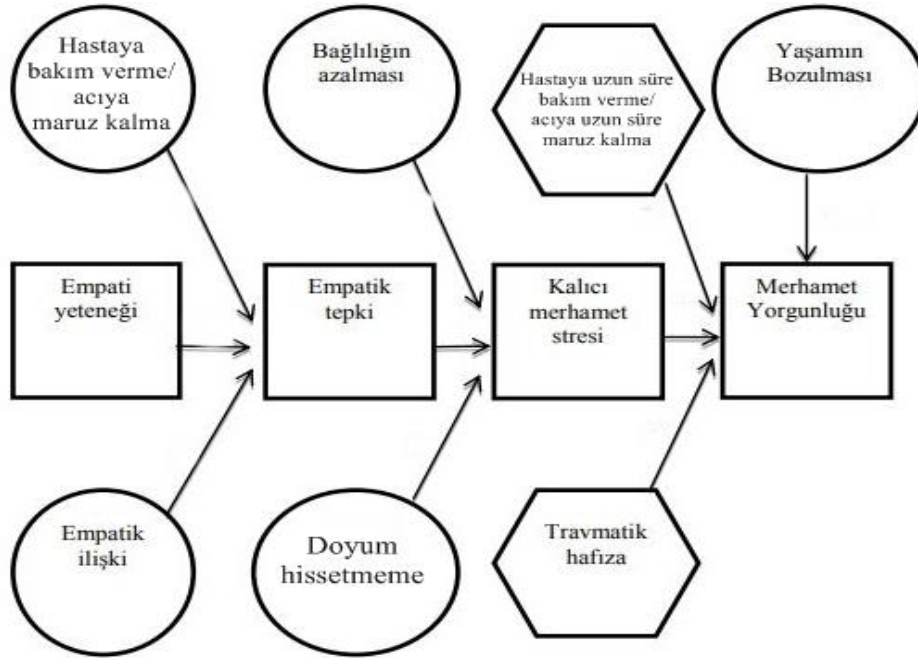 Hastaya
bakım verme/
acıya
maruz kalma
Bağlılığın
azalması
Hastaya uzun süre
bakım verme/
acıya uzun süre
maruz kalma
Yaşamın
Bozulması
Empati
yeteneği
Empatik
tepki
Kalıcı
merhamet
stresi
Merhamet
Yorgunluğu
Empatik
ilişki
Doyum
hissetmeme
Travmatik
hafıza